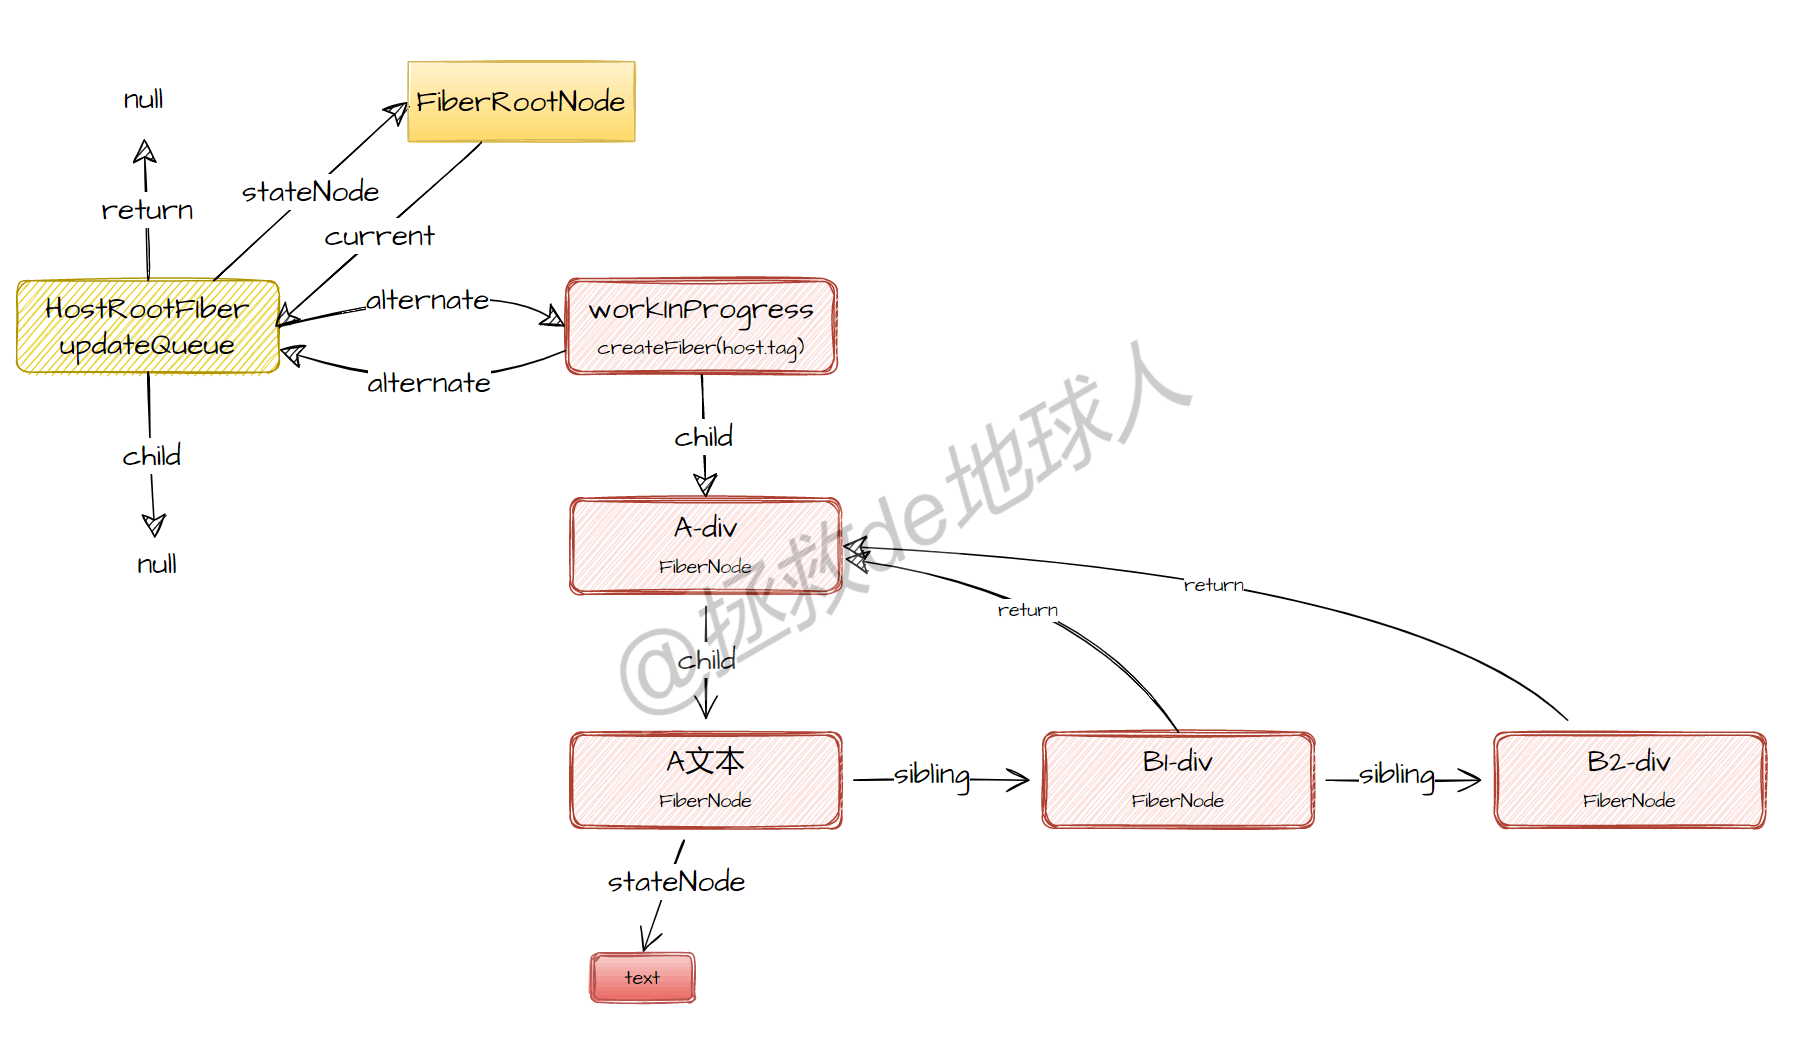 null
FiberRootNode
stateNode
return
current
HostRootFIber
updateQueue
alternate
alternate
workInProgress
createFiber(host.tag)
child
child
null
A-div
FiberNode
return
return
child
A文本
FiberNode
sibling
B1-div
FiberNode
sibling
B2-div
FiberNode
stateNode
text
@拯救de地球人